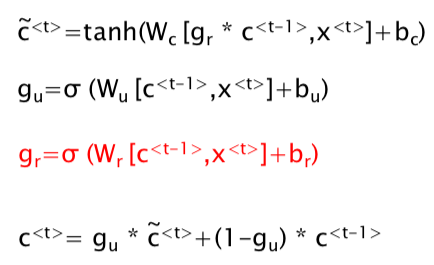 c̃<t>=tanh(Wc [gr * c<t-1>,x<t>]+bc)
gu=σ (Wu [c<t-1>,x<t>]+bu)
gr=σ (Wr [c<t-1>,x<t>]+br)
c<t>= gu * c̃<t>+(1-gu) * c<t-1>